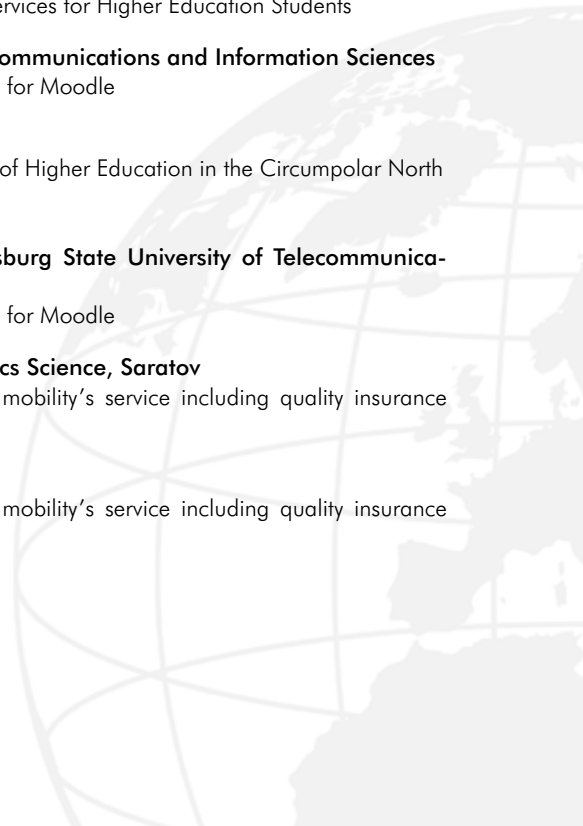 ervices for Higher Education Students
ommunications and Information Sciences
for Moodle
of Higher Education in the Circumpolar North
sburg State University of Telecommunica-
for Moodle
cs Science, Saratov
mobility's service including quality insurance
mobility's service including quality insurance